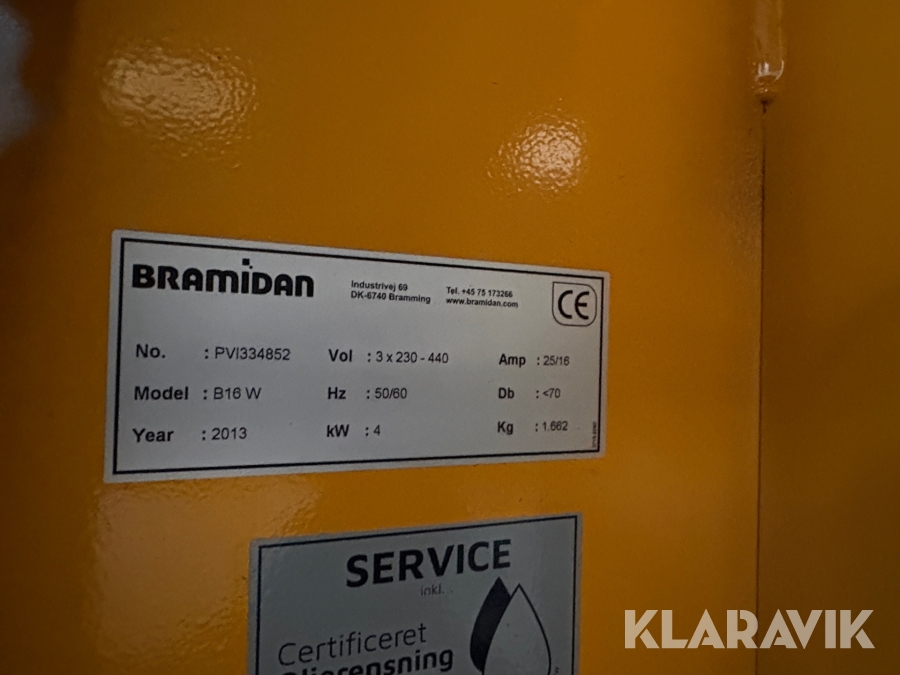 BRAMIDAN
Industrivej 69
DK-6740 Bramming
Tel. +45 75 173266
www.bramidan.com
CE
No. : PVI334852 Vol : 3 x 230 - 440 Amp : 25/16
Model : B16 W Hz : 50/60 Db : <70
Year : 2013 kW : 4 Kg : 1.662
SERVICE
inkl.
Certificeret
Olierensning
KLARAVIK